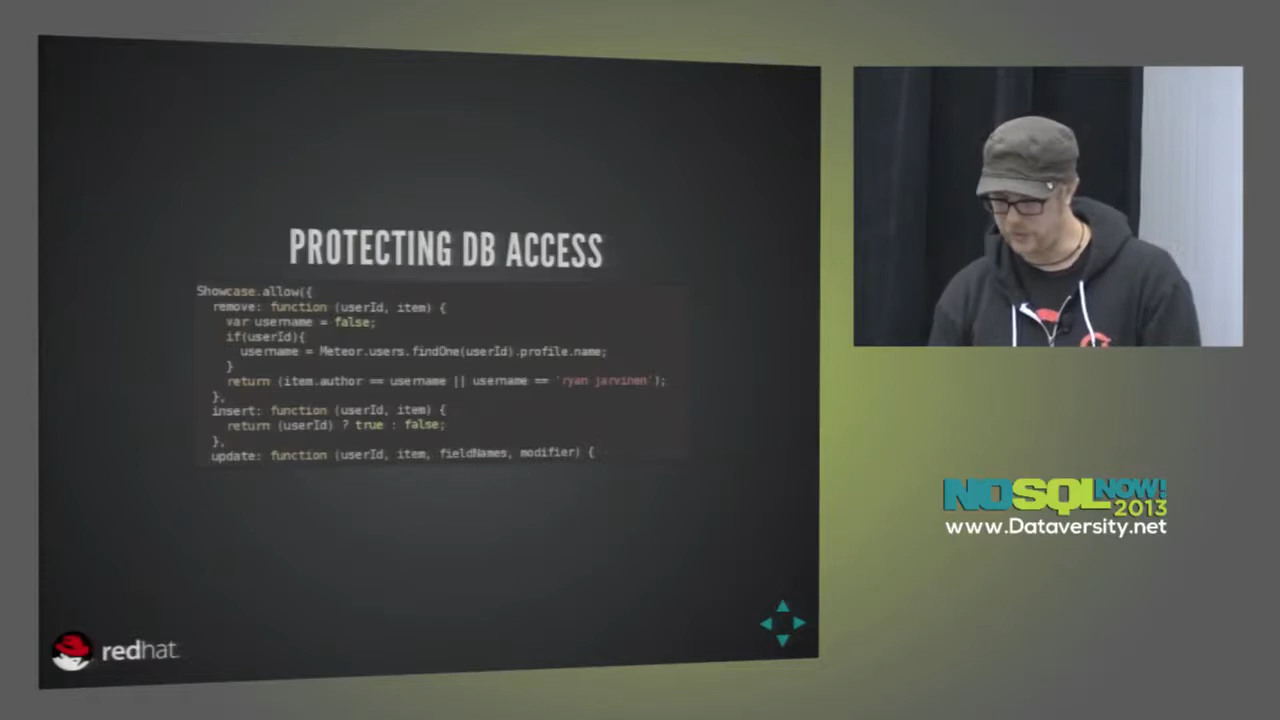 PROTECTING DB ACCESS
Showcase.allow({
remove: function (userId, item) {
var username = false;
if(userId){
username = Meteor.users.findOne(userId).profile.name;
}
return (item.author == username || username == 'ryan jarvinen');
},
insert: function (userId, item) {
return (userId) ? true : false;
},
update: function (userId, item, fieldNames, modifier) {
redhat.
NOSQLNOW!
2013
www.Dataversity.net